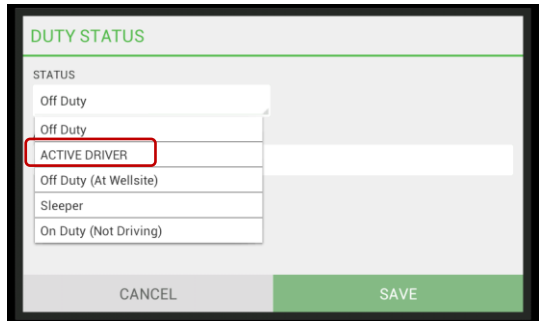 DUTY STATUS
STATUS
Off Duty
Off Duty
ACTIVE DRIVER
Off Duty (At Wellsite)
Sleeper
On Duty (Not Driving)
CANCEL SAVE